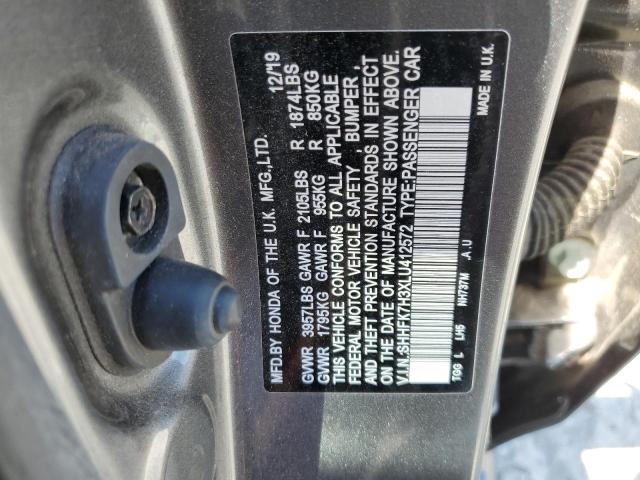 MFD.BY HONDA OF THE U.K. MFG.,LTD. 12/19
GVWR 3957LBS GAWR F 2105LBS R 1874LBS
GVWR 1795KG GAWR F 955KG R 850KG
THIS VEHICLE CONFORMS TO ALL APPLICABLE
FEDERAL MOTOR VEHICLE SAFETY, BUMPER,
AND THEFT PREVENTION STANDARDS IN EFFECT
ON THE DATE OF MANUFACTURE SHOWN ABOVE.
V.I.N.:SHHFK7H3XLU412572 TYPE:PASSENGER CAR
TGG L LH5 NH737M .A.U MADE IN U.K.